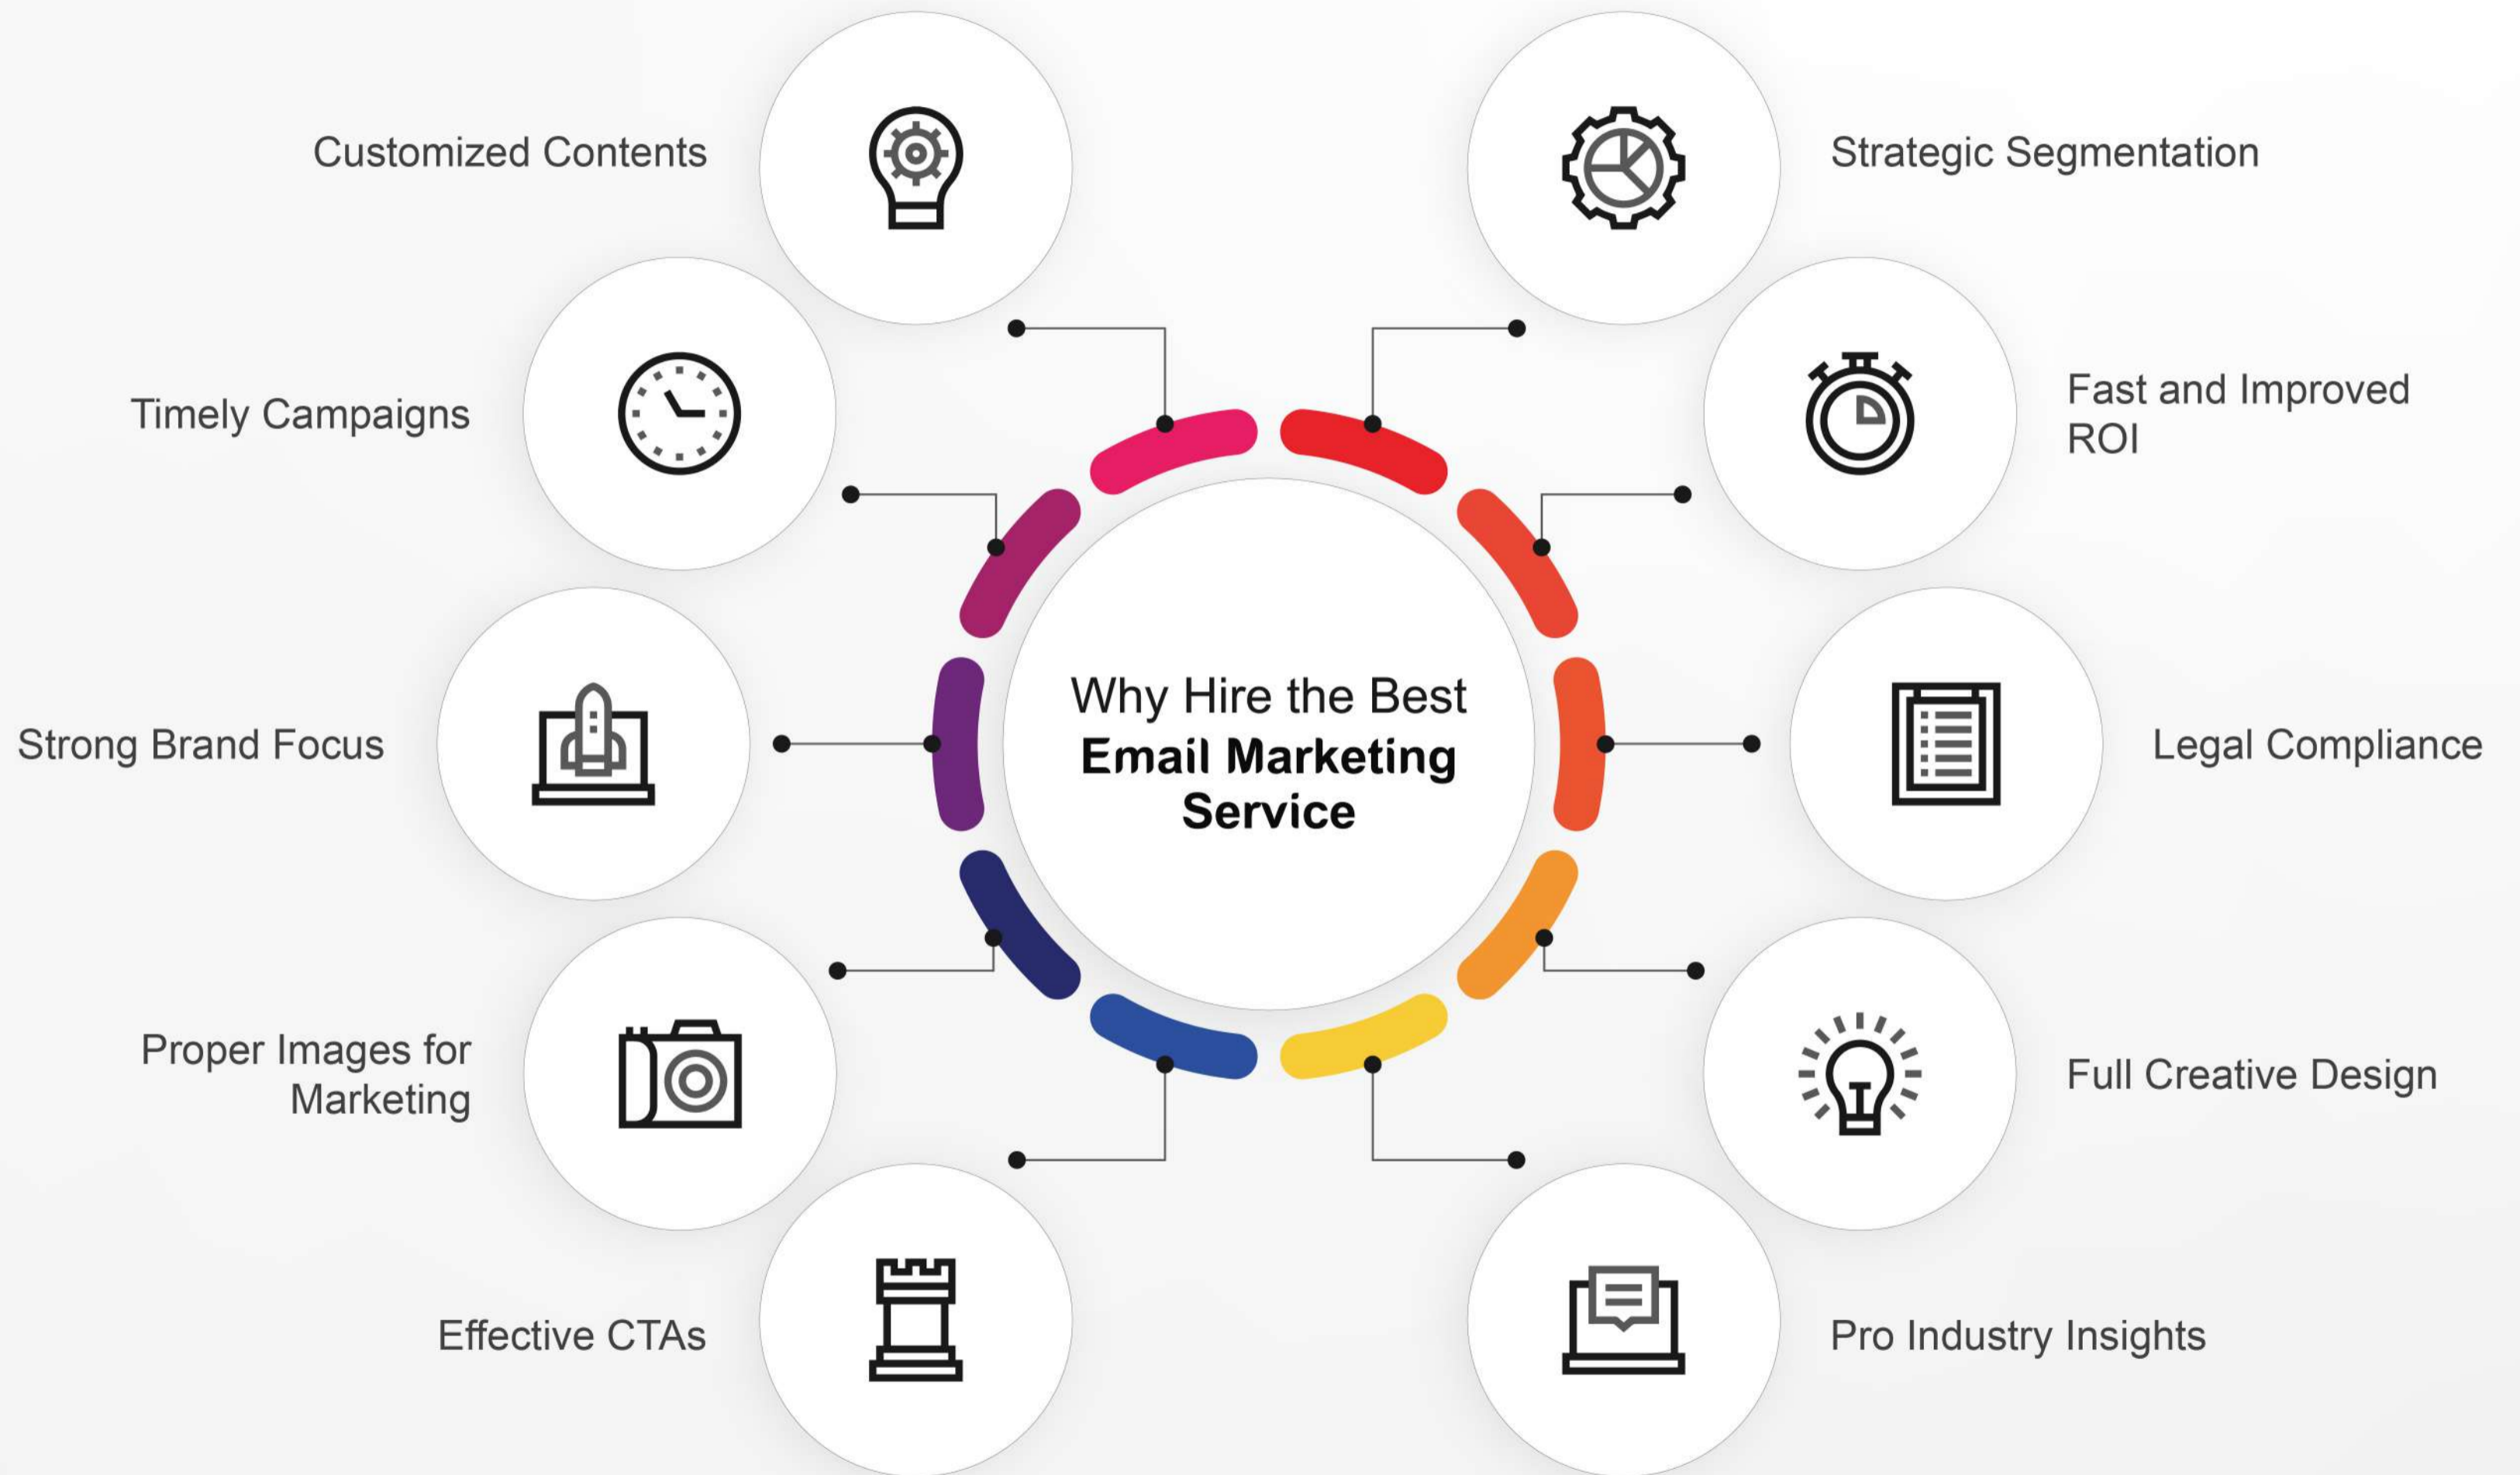 Customized Contents
Strategic Segmentation
Timely Campaigns
Fast and Improved
ROI
Why Hire the Best
Email Marketing
Service
Strong Brand Focus
Legal Compliance
Proper Images for
Marketing
Full Creative Design
Effective CTAs
Pro Industry Insights